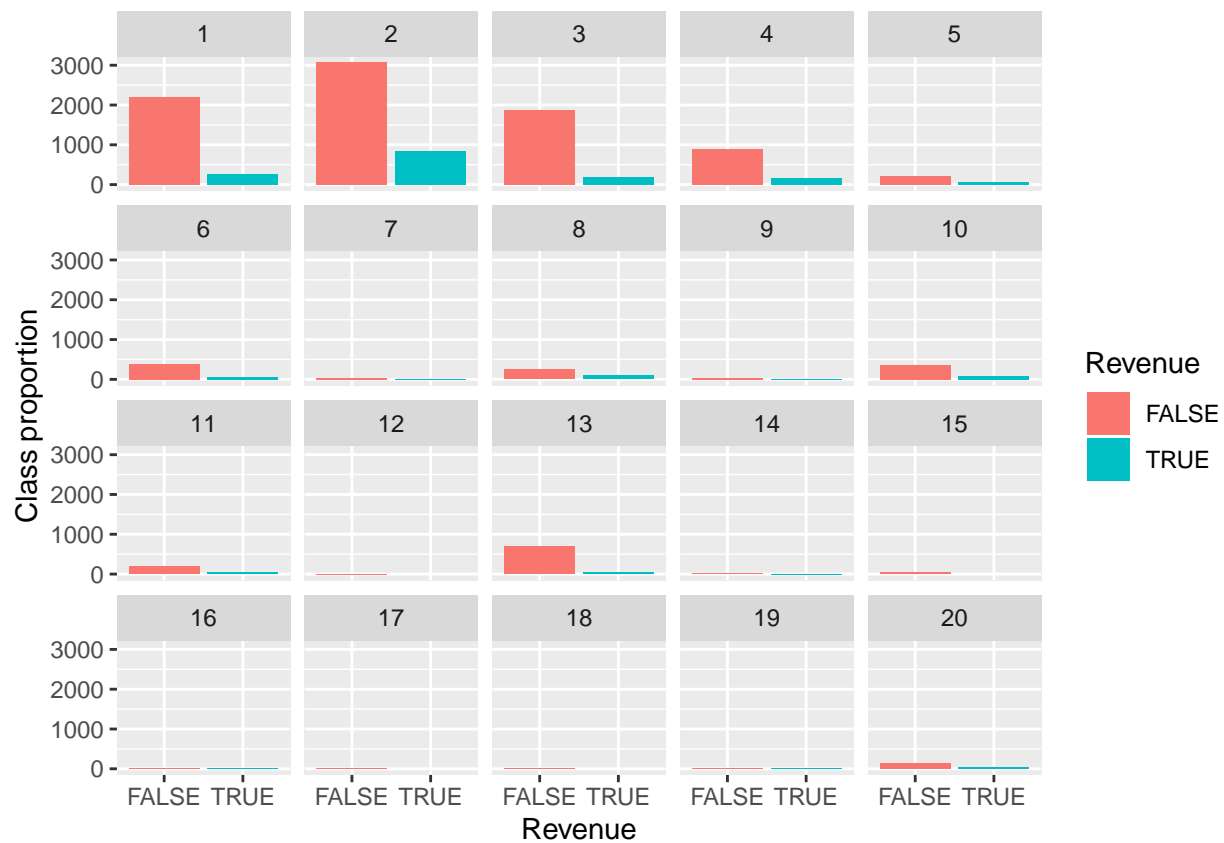 1 2 3 4 5
3000
2000
1000
0
6 7 8 9 10
3000
2000
1000
0
11 12 13 14 15
3000
2000
1000
0
16 17 18 19 20
3000
2000
1000
0
FALSE TRUE FALSE TRUE FALSE TRUE FALSE TRUE FALSE TRUE
Revenue
Class proportion
Revenue
FALSE
TRUE